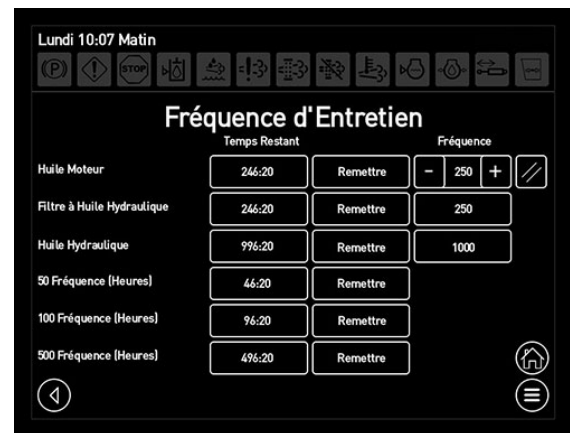 Lundi 10:07 Matin
(P) STOP
Fréquence d'Entretien
Temps Restant Fréquence
Huile Moteur 246:20 Remettre - 250 +
Filtre à Huile Hydraulique 246:20 Remettre 250
Huile Hydraulique 996:20 Remettre 1000
50 Fréquence (Heures) 46:20 Remettre
100 Fréquence (Heures) 96:20 Remettre
500 Fréquence (Heures) 496:20 Remettre